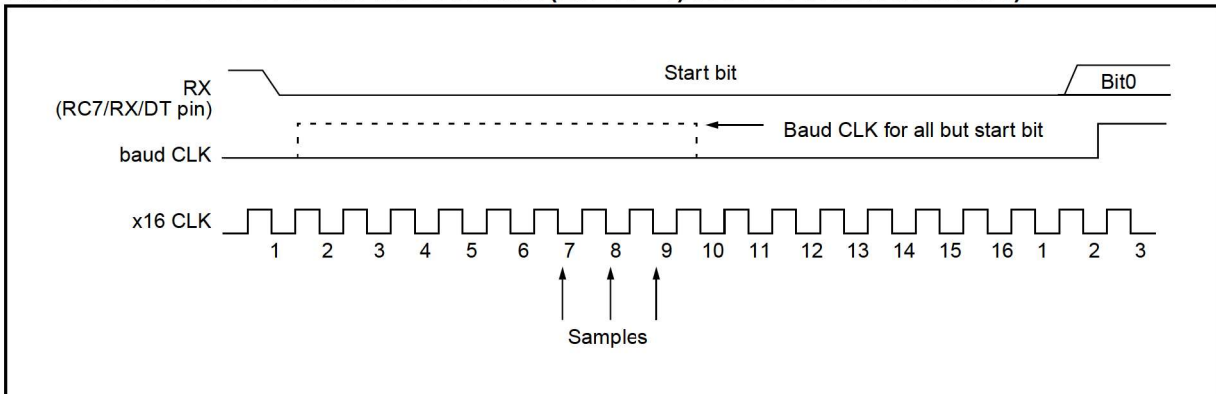 Start bit
Bit0
RX
(RC7/RX/DT pin)
Baud CLK for all but start bit
baud CLK
x16 CLK
1 2 3 4 5 6 7 8 9 10 11 12 13 14 15 16 1 2 3
Samples